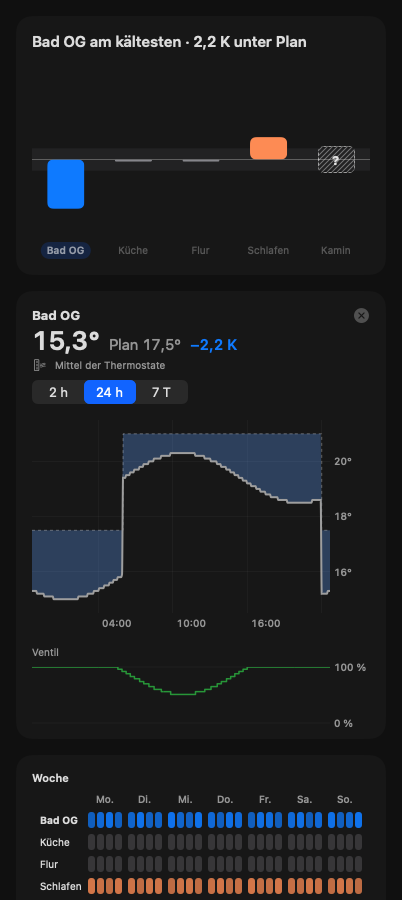 Bad OG am kältesten · 2,2 K unter Plan
?
Bad OG Küche Flur Schlafen Kamin
Bad OG
15,3° Plan 17,5° −2,2 K
Mittel der Thermostate
2 h 24 h 7 T
20°
18°
16°
04:00 10:00 16:00
Ventil
100 %
0 %
Woche
Mo. Di. Mi. Do. Fr. Sa. So.
Bad OG
Küche
Flur
Schlafen